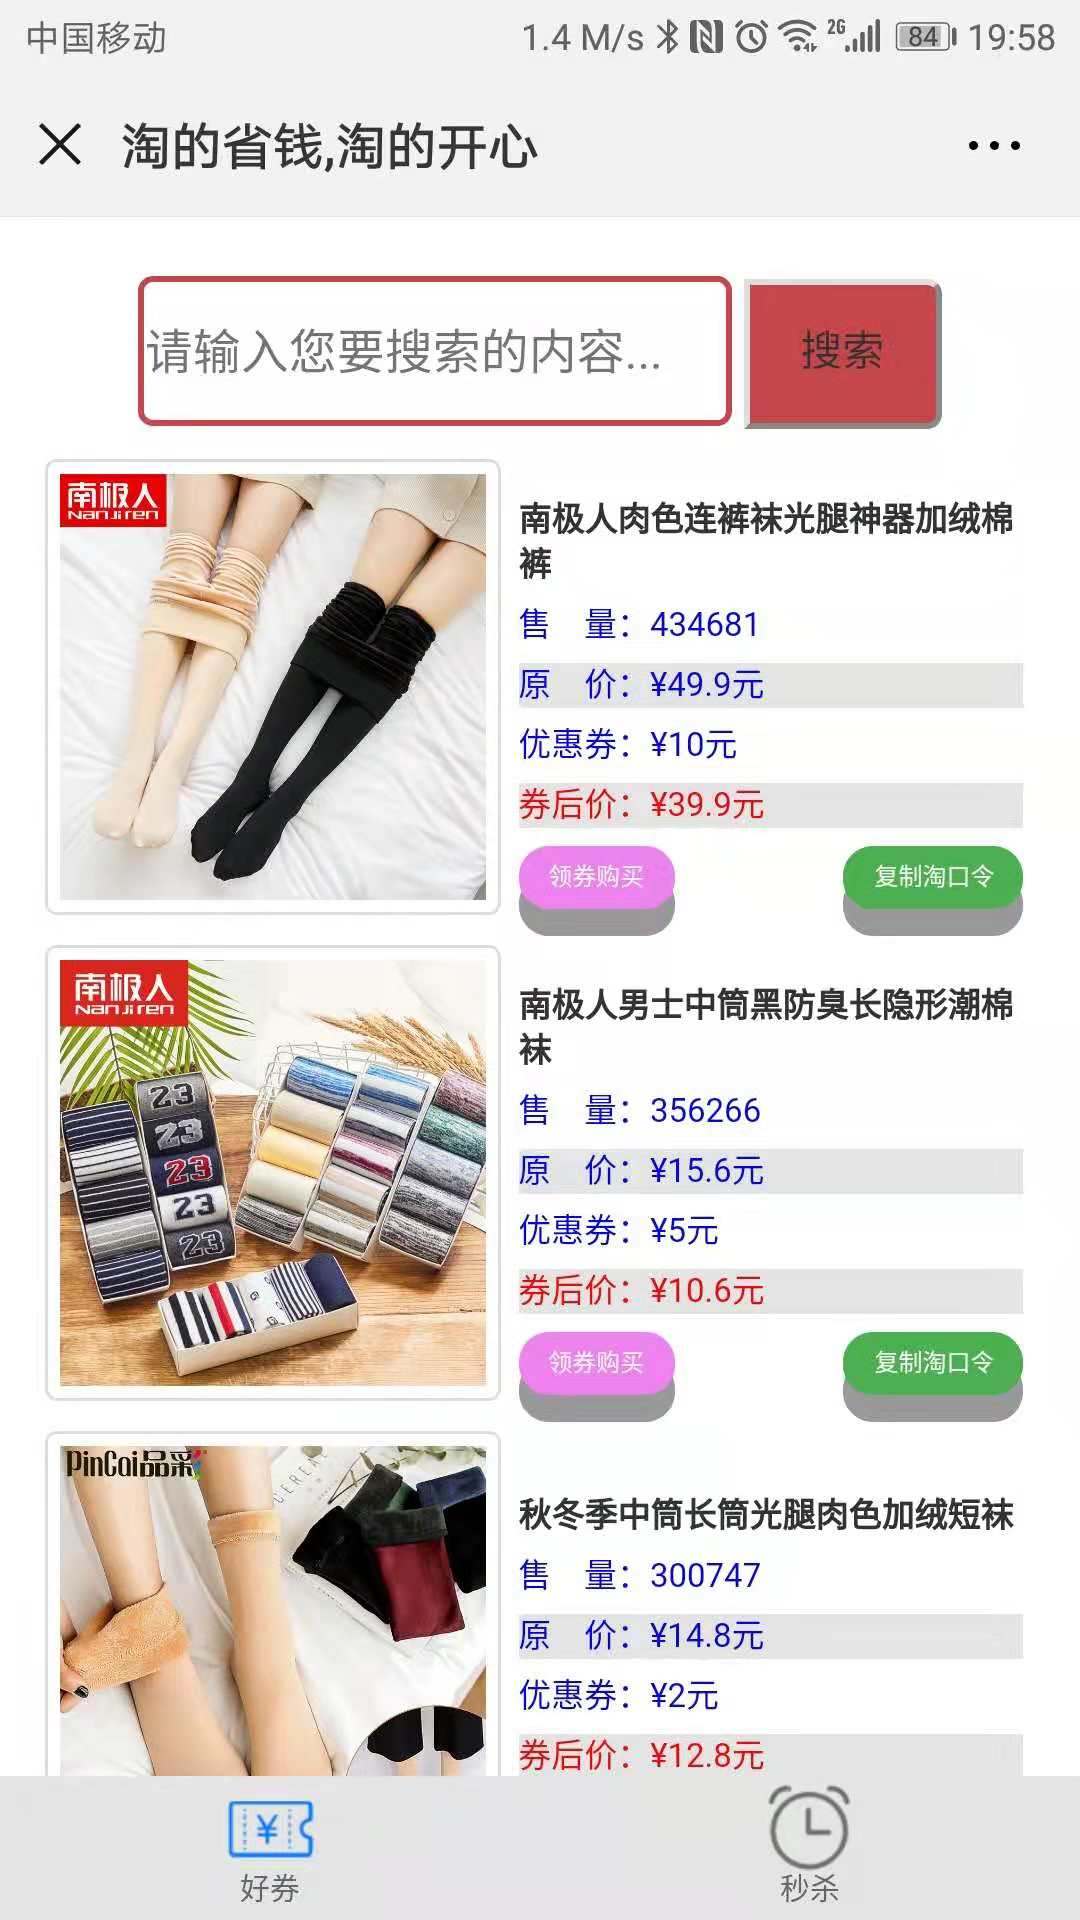 中国移动 1.4 M/s 2G 84 19:58
淘的省钱,淘的开心
请输入您要搜索的内容... 搜索
南极人
Nanjiren
南极人肉色连裤袜光腿神器加绒棉
裤
售 量：434681
原 价：¥49.9元
优惠券：¥10元
券后价：¥39.9元
领券购买 复制淘口令
南极人
Nanjiren
23
23
23
23
23
南极人男士中筒黑防臭长隐形潮棉
袜
售 量：356266
原 价：¥15.6元
优惠券：¥5元
券后价：¥10.6元
领券购买 复制淘口令
PinCai品彩
CEREAL
秋冬季中筒长筒光腿肉色加绒短袜
售 量：300747
原 价：¥14.8元
优惠券：¥2元
券后价：¥12.8元
¥
好券 秒杀